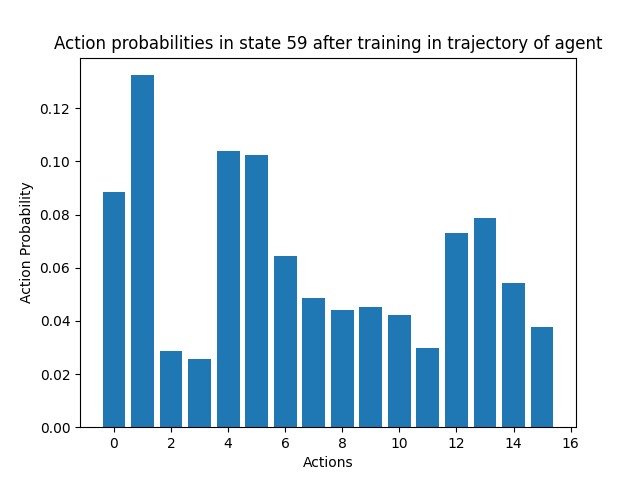 Action probabilities in state 59 after training in trajectory of agent
0.12
0.10
0.08
0.06
0.04
0.02
0.00
Action Probability
0 2 4 6 8 10 12 14 16
Actions